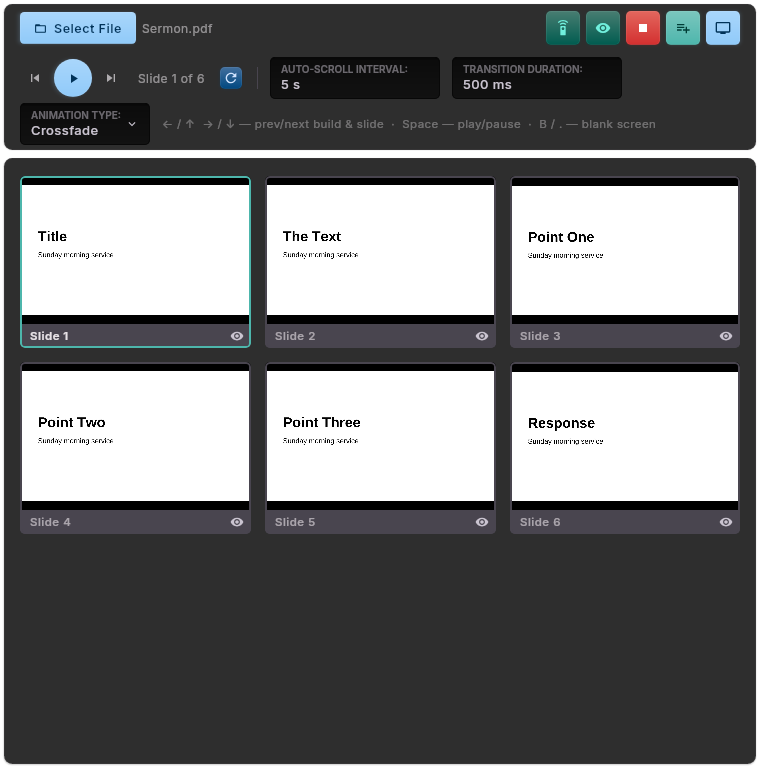 Select File Sermon.pdf
Slide 1 of 6
AUTO-SCROLL INTERVAL:
5 s
TRANSITION DURATION:
500 ms
ANIMATION TYPE:
Crossfade
← / ↑ → / ↓ — prev/next build & slide · Space — play/pause · B / . — blank screen
Title
Sunday morning service
Slide 1
The Text
Sunday morning service
Slide 2
Point One
Sunday morning service
Slide 3
Point Two
Sunday morning service
Slide 4
Point Three
Sunday morning service
Slide 5
Response
Sunday morning service
Slide 6